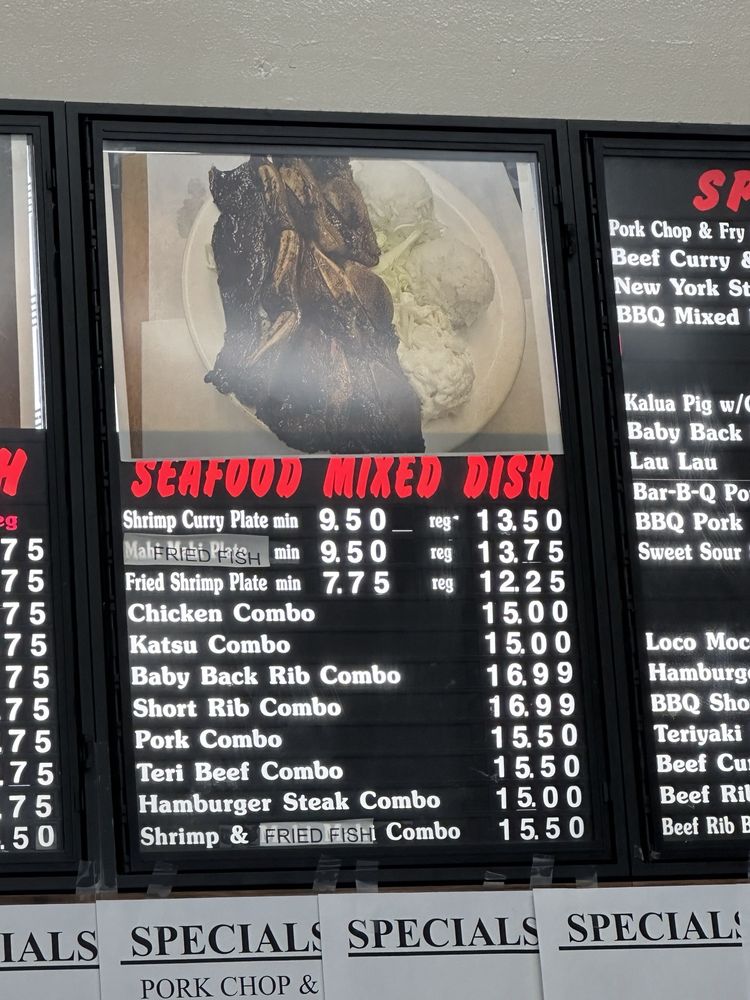 H
eg
75
75
75
75
75
75
75
75
75
.50
SEAFOOD MIXED DISH
Shrimp Curry Plate min 9.50 reg 13.50
FRIED FISH min 9.50 reg 13.75
Fried Shrimp Plate min 7.75 reg 12.25
Chicken Combo 15.00
Katsu Combo 15.00
Baby Back Rib Combo 16.99
Short Rib Combo 16.99
Pork Combo 15.50
Teri Beef Combo 15.50
Hamburger Steak Combo 15.00
Shrimp & FRIED FISH Combo 15.50
SP
Pork Chop & Fry
Beef Curry &
New York St
BBQ Mixed
Kalua Pig w/
Baby Back
Lau Lau
Bar-B-Q Po
BBQ Pork
Sweet Sour
Loco Moc
Hamburge
BBQ Sho
Teriyaki
Beef Cu
Beef Ri
Beef Rib B
IALS
SPECIALS
PORK CHOP &
SPECIALS
SPECIALS